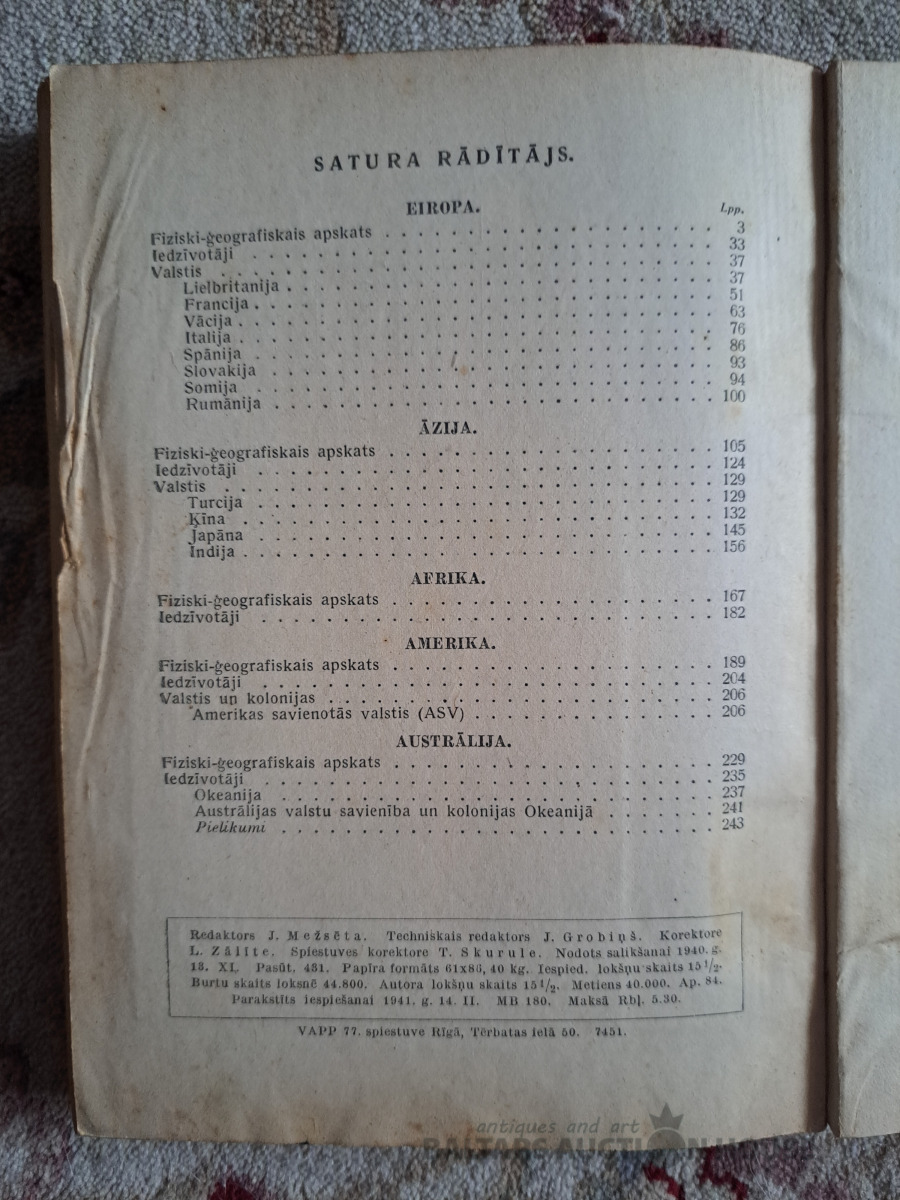 SATURA RĀDĪTĀJS.
EIROPA.
Lpp.
Fiziski-ģeografiskais apskats . . . . . . . . . . . . . . . . . 3
Iedzīvotāji . . . . . . . . . . . . . . . . . . . . . . . . 33
Valstis . . . . . . . . . . . . . . . . . . . . . . . . . 37
Lielbritanija . . . . . . . . . . . . . . . . . . . . . . 37
Francija . . . . . . . . . . . . . . . . . . . . . . . . 51
Vācija . . . . . . . . . . . . . . . . . . . . . . . . . 63
Italija . . . . . . . . . . . . . . . . . . . . . . . . . 76
Spānija . . . . . . . . . . . . . . . . . . . . . . . . 86
Slovakija . . . . . . . . . . . . . . . . . . . . . . . 93
Somija . . . . . . . . . . . . . . . . . . . . . . . . 94
Rumānija . . . . . . . . . . . . . . . . . . . . . . . 100
ĀZIJA.
Fiziski-ģeografiskais apskats . . . . . . . . . . . . . . . . . 105
Iedzīvotāji . . . . . . . . . . . . . . . . . . . . . . . . 124
Valstis . . . . . . . . . . . . . . . . . . . . . . . . . 129
Turcija . . . . . . . . . . . . . . . . . . . . . . . . 129
Ķīna . . . . . . . . . . . . . . . . . . . . . . . . . 132
Japāna . . . . . . . . . . . . . . . . . . . . . . . . 145
Indija . . . . . . . . . . . . . . . . . . . . . . . . . 156
AFRIKA.
Fiziski-ģeografiskais apskats . . . . . . . . . . . . . . . . . 167
Iedzīvotāji . . . . . . . . . . . . . . . . . . . . . . . . 182
AMERIKA.
Fiziski-ģeografiskais apskats . . . . . . . . . . . . . . . . . 189
Iedzīvotāji . . . . . . . . . . . . . . . . . . . . . . . . 204
Valstis un kolonijas . . . . . . . . . . . . . . . . . . . . 206
Amerikas savienotās valstis (ASV) . . . . . . . . . . . . . 206
AUSTRĀLIJA.
Fiziski-ģeografiskais apskats . . . . . . . . . . . . . . . . . 229
Iedzīvotāji . . . . . . . . . . . . . . . . . . . . . . . . 235
Okeanija . . . . . . . . . . . . . . . . . . . . . . . 237
Austrālijas valstu savienība un kolonijas Okeanijā . . . . . . 241
Pielikumi . . . . . . . . . . . . . . . . . . . . . . . 243
Redaktors J. Mežsēta. Techniskais redaktors J. Grobiņš. Korektore
L. Zālīte. Spiestuves korektore T. Skurule. Nodots salikšanai 1940. g.
13. XI. Pasūt. 431. Papīra formāts 61x86, 40 kg. Iespied. lokšņu skaits 15 1/2.
Burtu skaits loksnē 44.800. Autora lokšņu skaits 15 1/2. Metiens 40.000. Ap. 84.
Parakstīts iespiešanai 1941. g. 14. II. MB 180. Maksā Rbļ. 5.30.
VAPP 77. spiestuve Rīgā, Tērbatas ielā 50. 7451.
antiques and art
BALTARS AUCTION